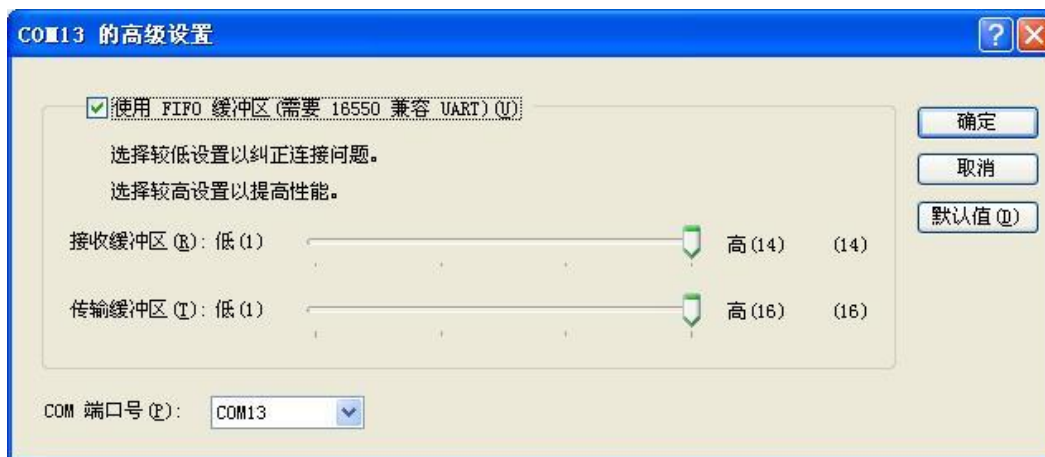 COM13 的高级设置
使用 FIFO 缓冲区(需要 16550 兼容 UART)(U)
确定
选择较低设置以纠正连接问题。
取消
选择较高设置以提高性能。
默认值(D)
接收缓冲区(R): 低(1) 高(14) (14)
传输缓冲区(T): 低(1) 高(16) (16)
COM 端口号(P): COM13